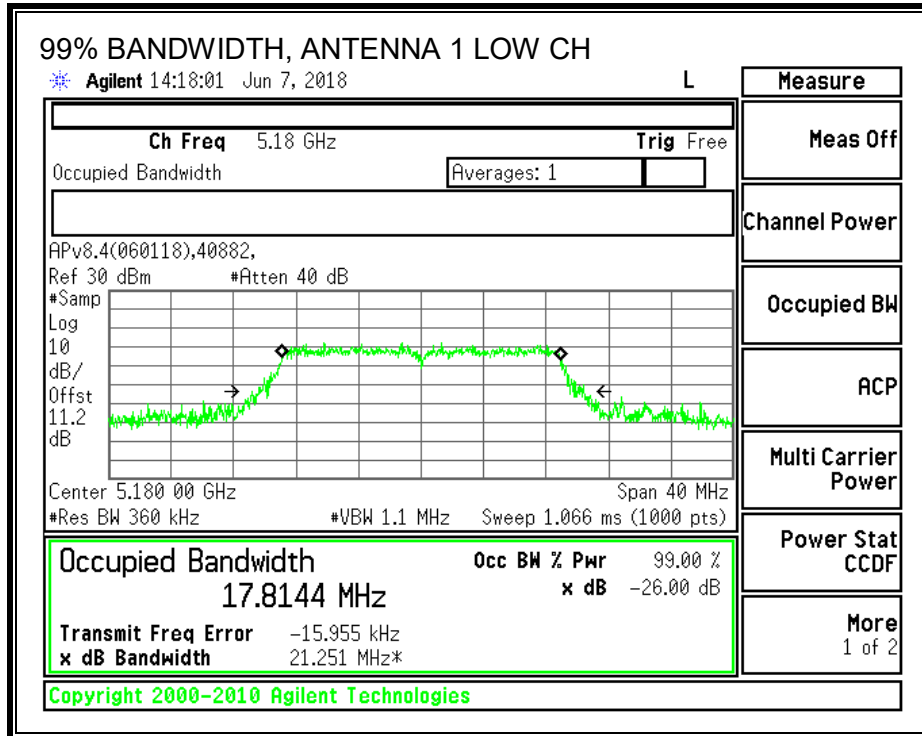 99% BANDWIDTH, ANTENNA 1 LOW CH
Agilent 14:18:01 Jun 7, 2018 L
Ch Freq 5.18 GHz Trig Free
Occupied Bandwidth Averages: 1
APv8.4(060118),40882,
Ref 30 dBm #Atten 40 dB
#Samp
Log
10
dB/
Offst
11.2
dB
Center 5.180 00 GHz Span 40 MHz
#Res BW 360 kHz #VBW 1.1 MHz Sweep 1.066 ms (1000 pts)
Occupied Bandwidth Occ BW % Pwr 99.00 %
17.8144 MHz x dB -26.00 dB
Transmit Freq Error -15.955 kHz
x dB Bandwidth 21.251 MHz*
Copyright 2000-2010 Agilent Technologies
Measure
Meas Off
Channel Power
Occupied BW
ACP
Multi Carrier
Power
Power Stat
CCDF
More
1 of 2